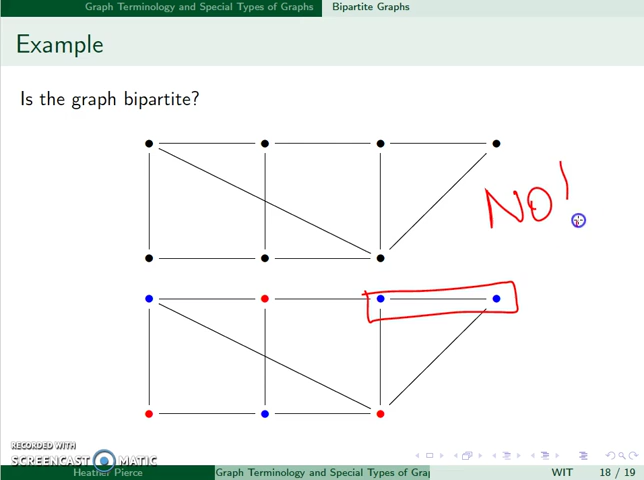 Graph Terminology and Special Types of Graphs Bipartite Graphs
Example
Is the graph bipartite?
NO!
RECORDED WITH
SCREENCAST MATIC
Heather Pierce Graph Terminology and Special Types of Grap WIT 18 / 19